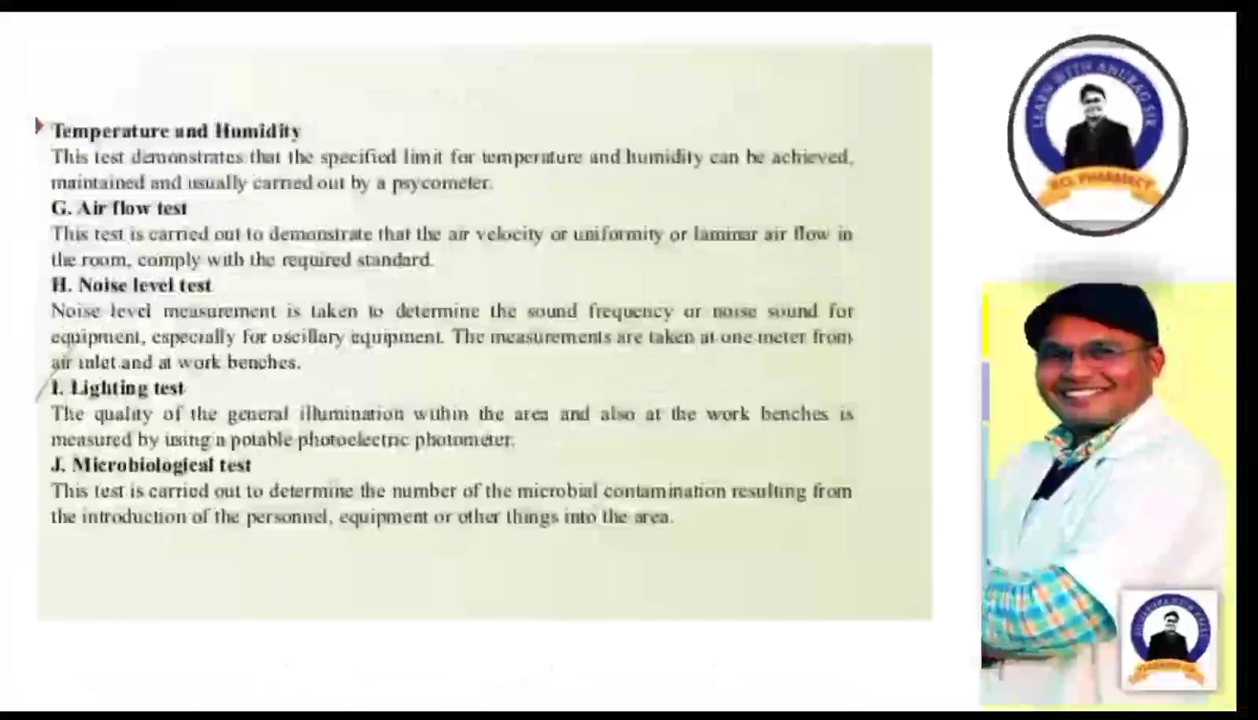 Temperature and Humidity
This test demonstrates that the specified limit for temperature and humidity can be achieved,
maintained and usually carried out by a psycometer.
G. Air flow test
This test is carried out to demonstrate that the air velocity or uniformity or laminar air flow in
the room, comply with the required standard.
H. Noise level test
Noise level measurement is taken to determine the sound frequency or noise sound for
equipment, especially for oscillary equipment. The measurements are taken at one meter from
air inlet and at work benches.
I. Lighting test
The quality of the general illumination within the area and also at the work benches is
measured by using a potable photoelectric photometer.
J. Microbiological test
This test is carried out to determine the number of the microbial contamination resulting from
the introduction of the personnel, equipment or other things into the area.
LEARN WITH ANURAG SIR
PHARMACY